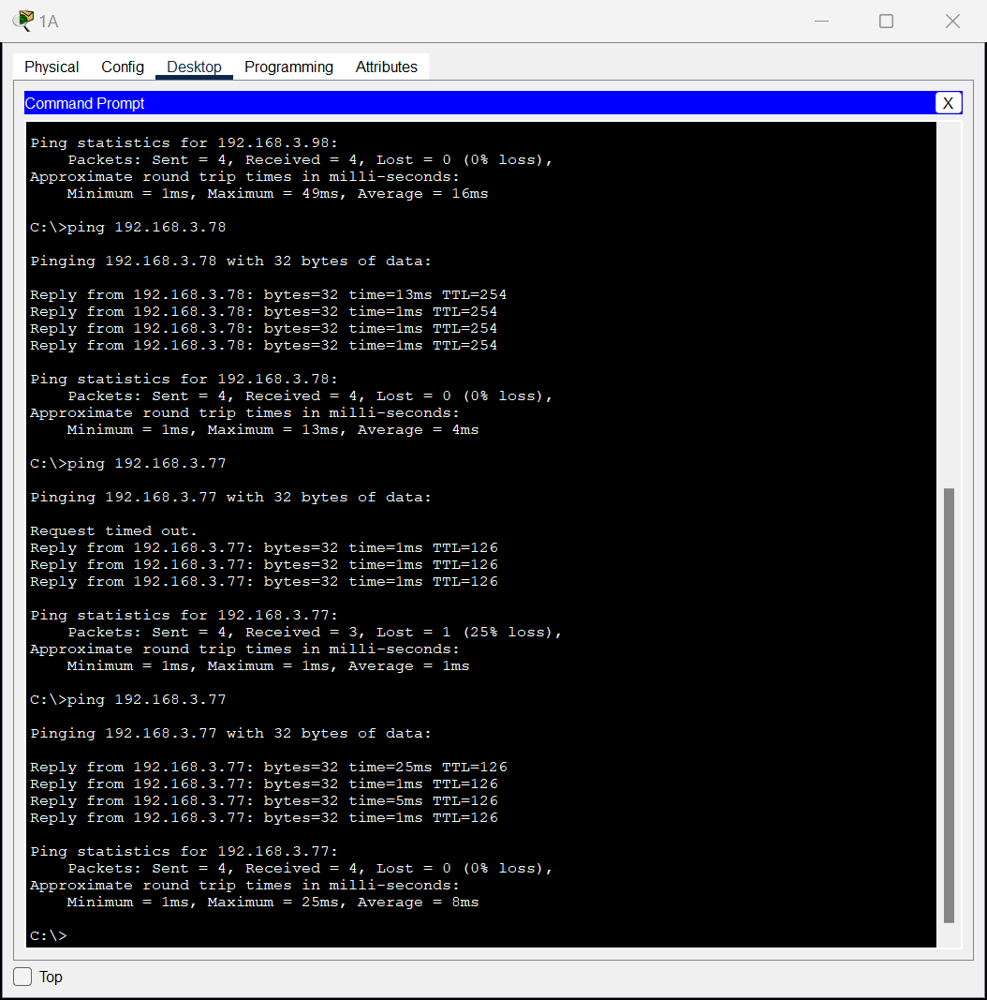 1A
Physical Config Desktop Programming Attributes
Command Prompt X
Ping statistics for 192.168.3.98:
    Packets: Sent = 4, Received = 4, Lost = 0 (0% loss),
Approximate round trip times in milli-seconds:
    Minimum = 1ms, Maximum = 49ms, Average = 16ms
C:\>ping 192.168.3.78
Pinging 192.168.3.78 with 32 bytes of data:
Reply from 192.168.3.78: bytes=32 time=13ms TTL=254
Reply from 192.168.3.78: bytes=32 time=1ms TTL=254
Reply from 192.168.3.78: bytes=32 time=1ms TTL=254
Reply from 192.168.3.78: bytes=32 time=1ms TTL=254
Ping statistics for 192.168.3.78:
    Packets: Sent = 4, Received = 4, Lost = 0 (0% loss),
Approximate round trip times in milli-seconds:
    Minimum = 1ms, Maximum = 13ms, Average = 4ms
C:\>ping 192.168.3.77
Pinging 192.168.3.77 with 32 bytes of data:
Request timed out.
Reply from 192.168.3.77: bytes=32 time=1ms TTL=126
Reply from 192.168.3.77: bytes=32 time=1ms TTL=126
Reply from 192.168.3.77: bytes=32 time=1ms TTL=126
Ping statistics for 192.168.3.77:
    Packets: Sent = 4, Received = 3, Lost = 1 (25% loss),
Approximate round trip times in milli-seconds:
    Minimum = 1ms, Maximum = 1ms, Average = 1ms
C:\>ping 192.168.3.77
Pinging 192.168.3.77 with 32 bytes of data:
Reply from 192.168.3.77: bytes=32 time=25ms TTL=126
Reply from 192.168.3.77: bytes=32 time=1ms TTL=126
Reply from 192.168.3.77: bytes=32 time=5ms TTL=126
Reply from 192.168.3.77: bytes=32 time=1ms TTL=126
Ping statistics for 192.168.3.77:
    Packets: Sent = 4, Received = 4, Lost = 0 (0% loss),
Approximate round trip times in milli-seconds:
    Minimum = 1ms, Maximum = 25ms, Average = 8ms
C:\>
Top